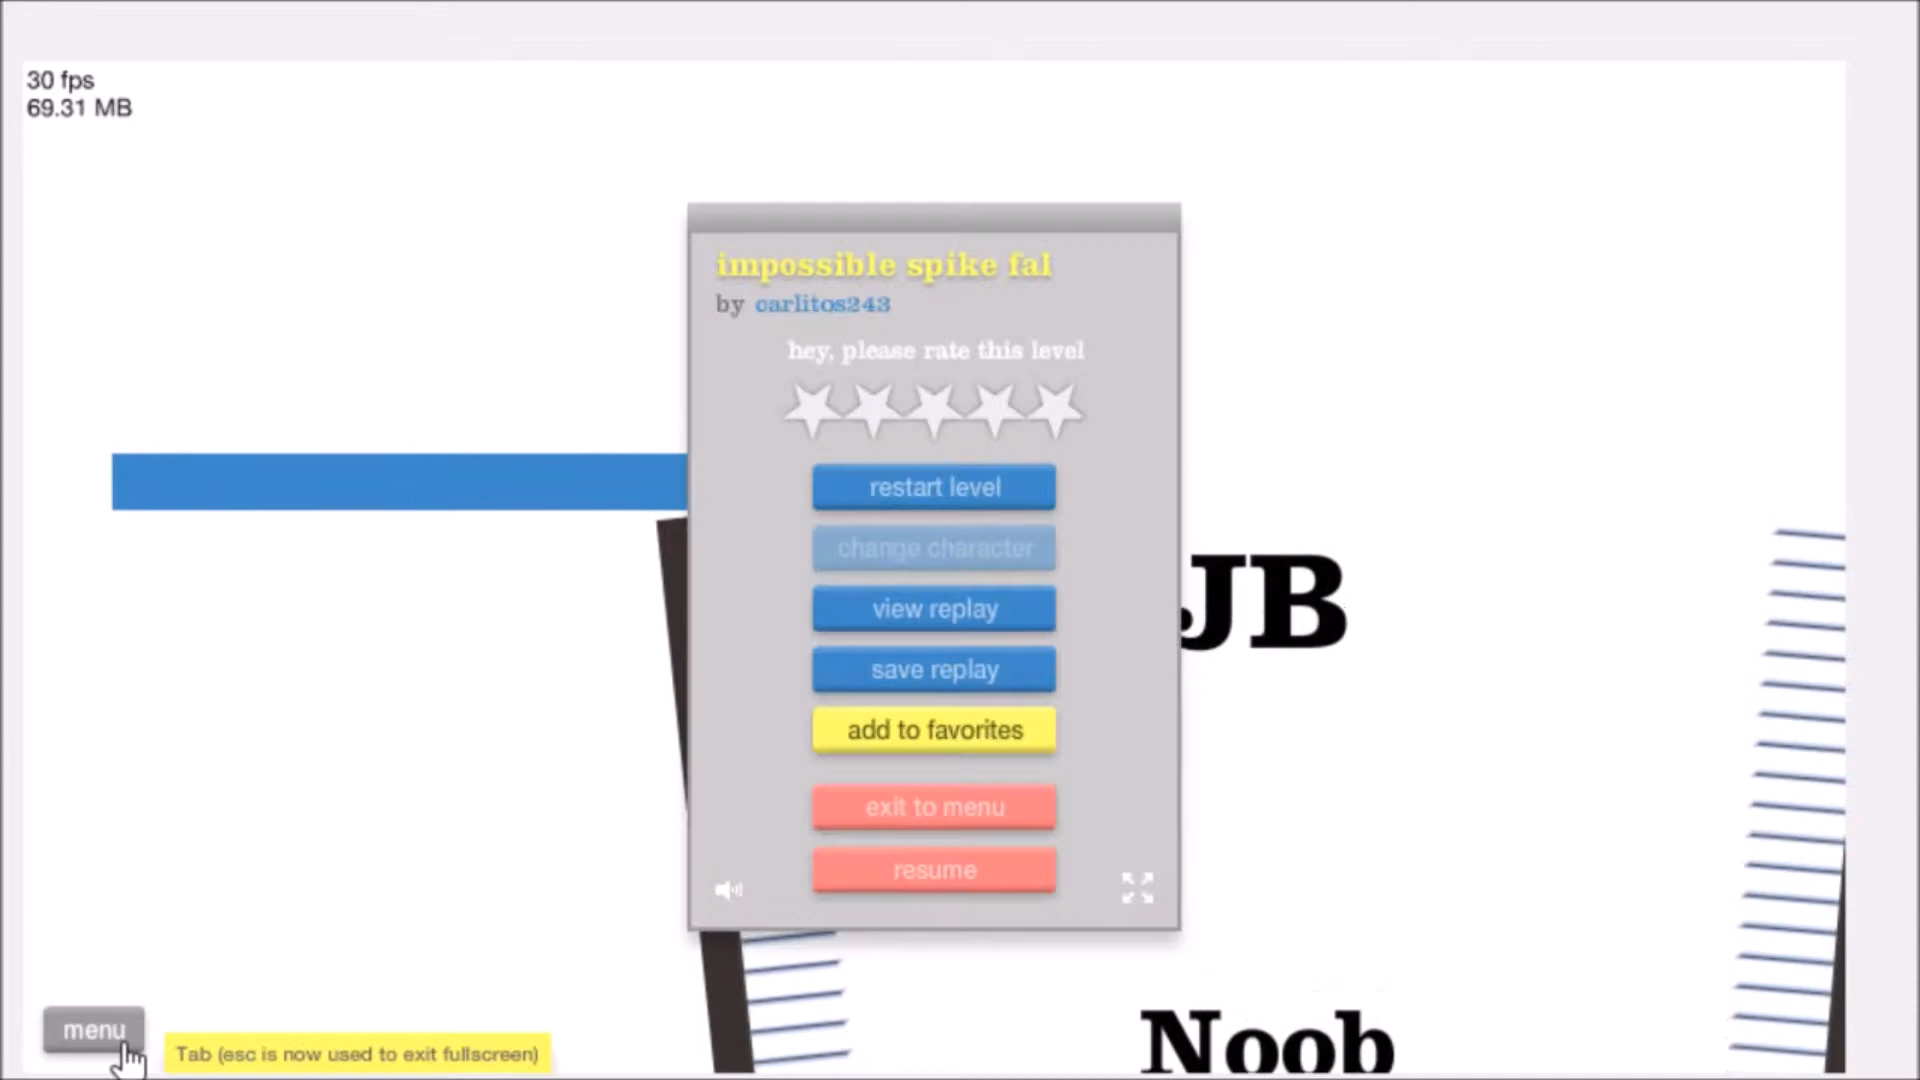 30 fps
69.31 MB
impossible spike fal
by carlitos243
hey, please rate this level
restart level
change character
view replay
save replay
add to favorites
exit to menu
resume
JB
Noob
menu
Tab (esc is now used to exit fullscreen)